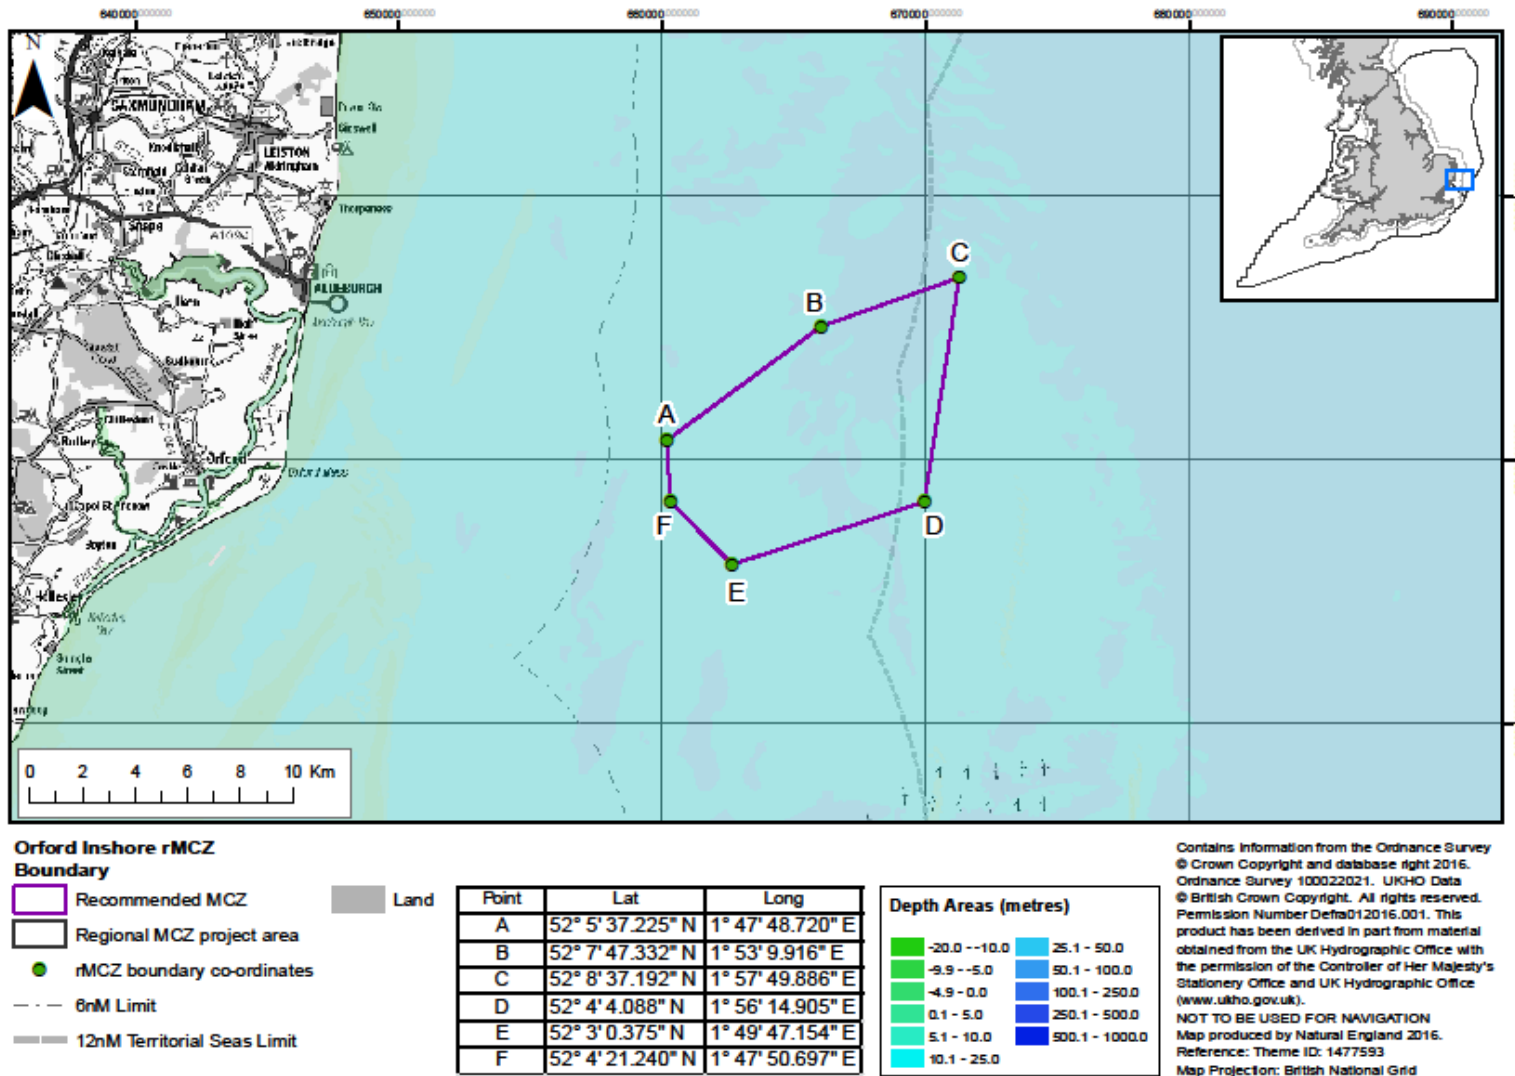 640000000000 650000000000 660000000000 670000000000 680000000000 690000000000
N
SAXMUNDHAM
LEISTON
Aldringham
Thorpeness
Snape
A1094
ALDEBURGH
Orford
Butley
Boyton
Street
A
B
C
D
E
F
0 2 4 6 8 10 Km
Orford Inshore rMCZ
Boundary
Recommended MCZ
Land
Regional MCZ project area
rMCZ boundary co-ordinates
6nM Limit
12nM Territorial Seas Limit
Point Lat Long
A 52° 5' 37.225" N 1° 47' 48.720" E
B 52° 7' 47.332" N 1° 53' 9.916" E
C 52° 8' 37.192" N 1° 57' 49.886" E
D 52° 4' 4.088" N 1° 56' 14.905" E
E 52° 3' 0.375" N 1° 49' 47.154" E
F 52° 4' 21.240" N 1° 47' 50.697" E
Depth Areas (metres)
-20.0 - -10.0 25.1 - 50.0
-9.9 - -5.0 50.1 - 100.0
-4.9 - 0.0 100.1 - 250.0
0.1 - 5.0 250.1 - 500.0
5.1 - 10.0 500.1 - 1000.0
10.1 - 25.0
Contains Information from the Ordnance Survey
© Crown Copyright and database right 2016.
Ordnance Survey 100022021. UKHO Data
© British Crown Copyright. All rights reserved.
Permission Number Defra012016.001. This
product has been derived in part from material
obtained from the UK Hydrographic Office with
the permission of the Controller of Her Majesty's
Stationery Office and UK Hydrographic Office
(www.ukho.gov.uk).
NOT TO BE USED FOR NAVIGATION
Map produced by Natural England 2016.
Reference: Theme ID: 1477593
Map Projection: British National Grid